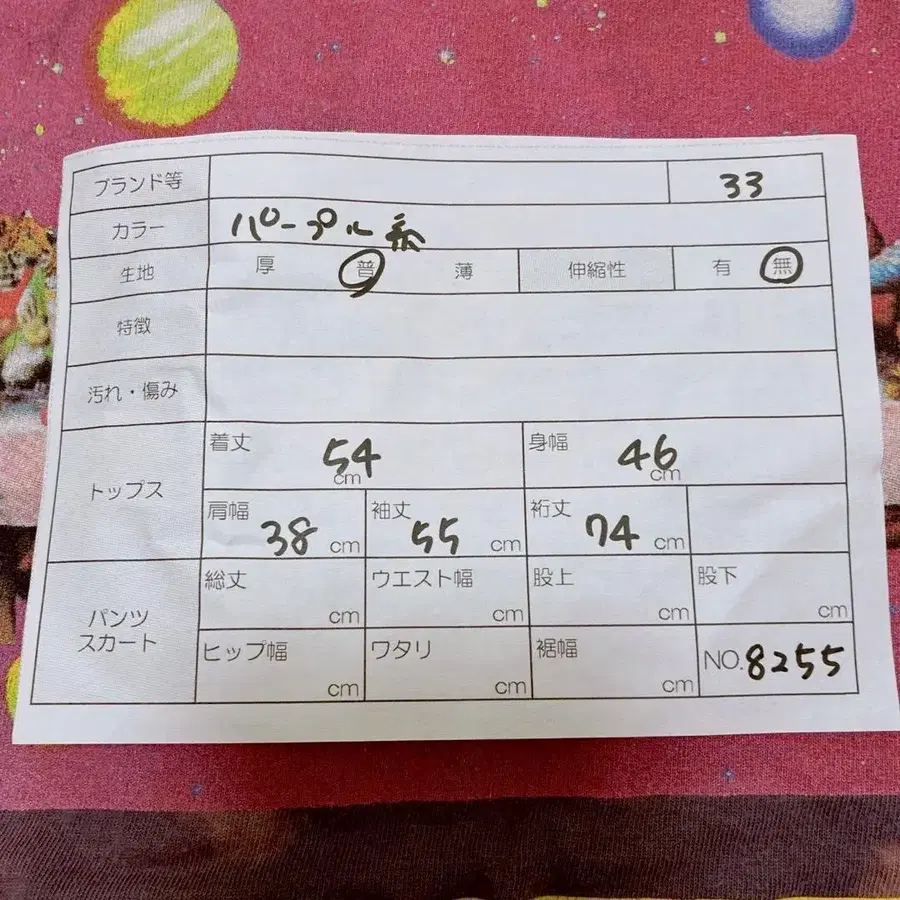 ブランド等 33
カラー パープル系
生地 厚 普 薄 伸縮性 有 無
特徴
汚れ・傷み
トップス
着丈 54 cm 身幅 46 cm
肩幅 38 cm 袖丈 55 cm 裄丈 74 cm
パンツ
スカート
総丈 cm ウエスト幅 cm 股上 cm 股下 cm
ヒップ幅 cm ワタリ cm 裾幅 cm NO.8255